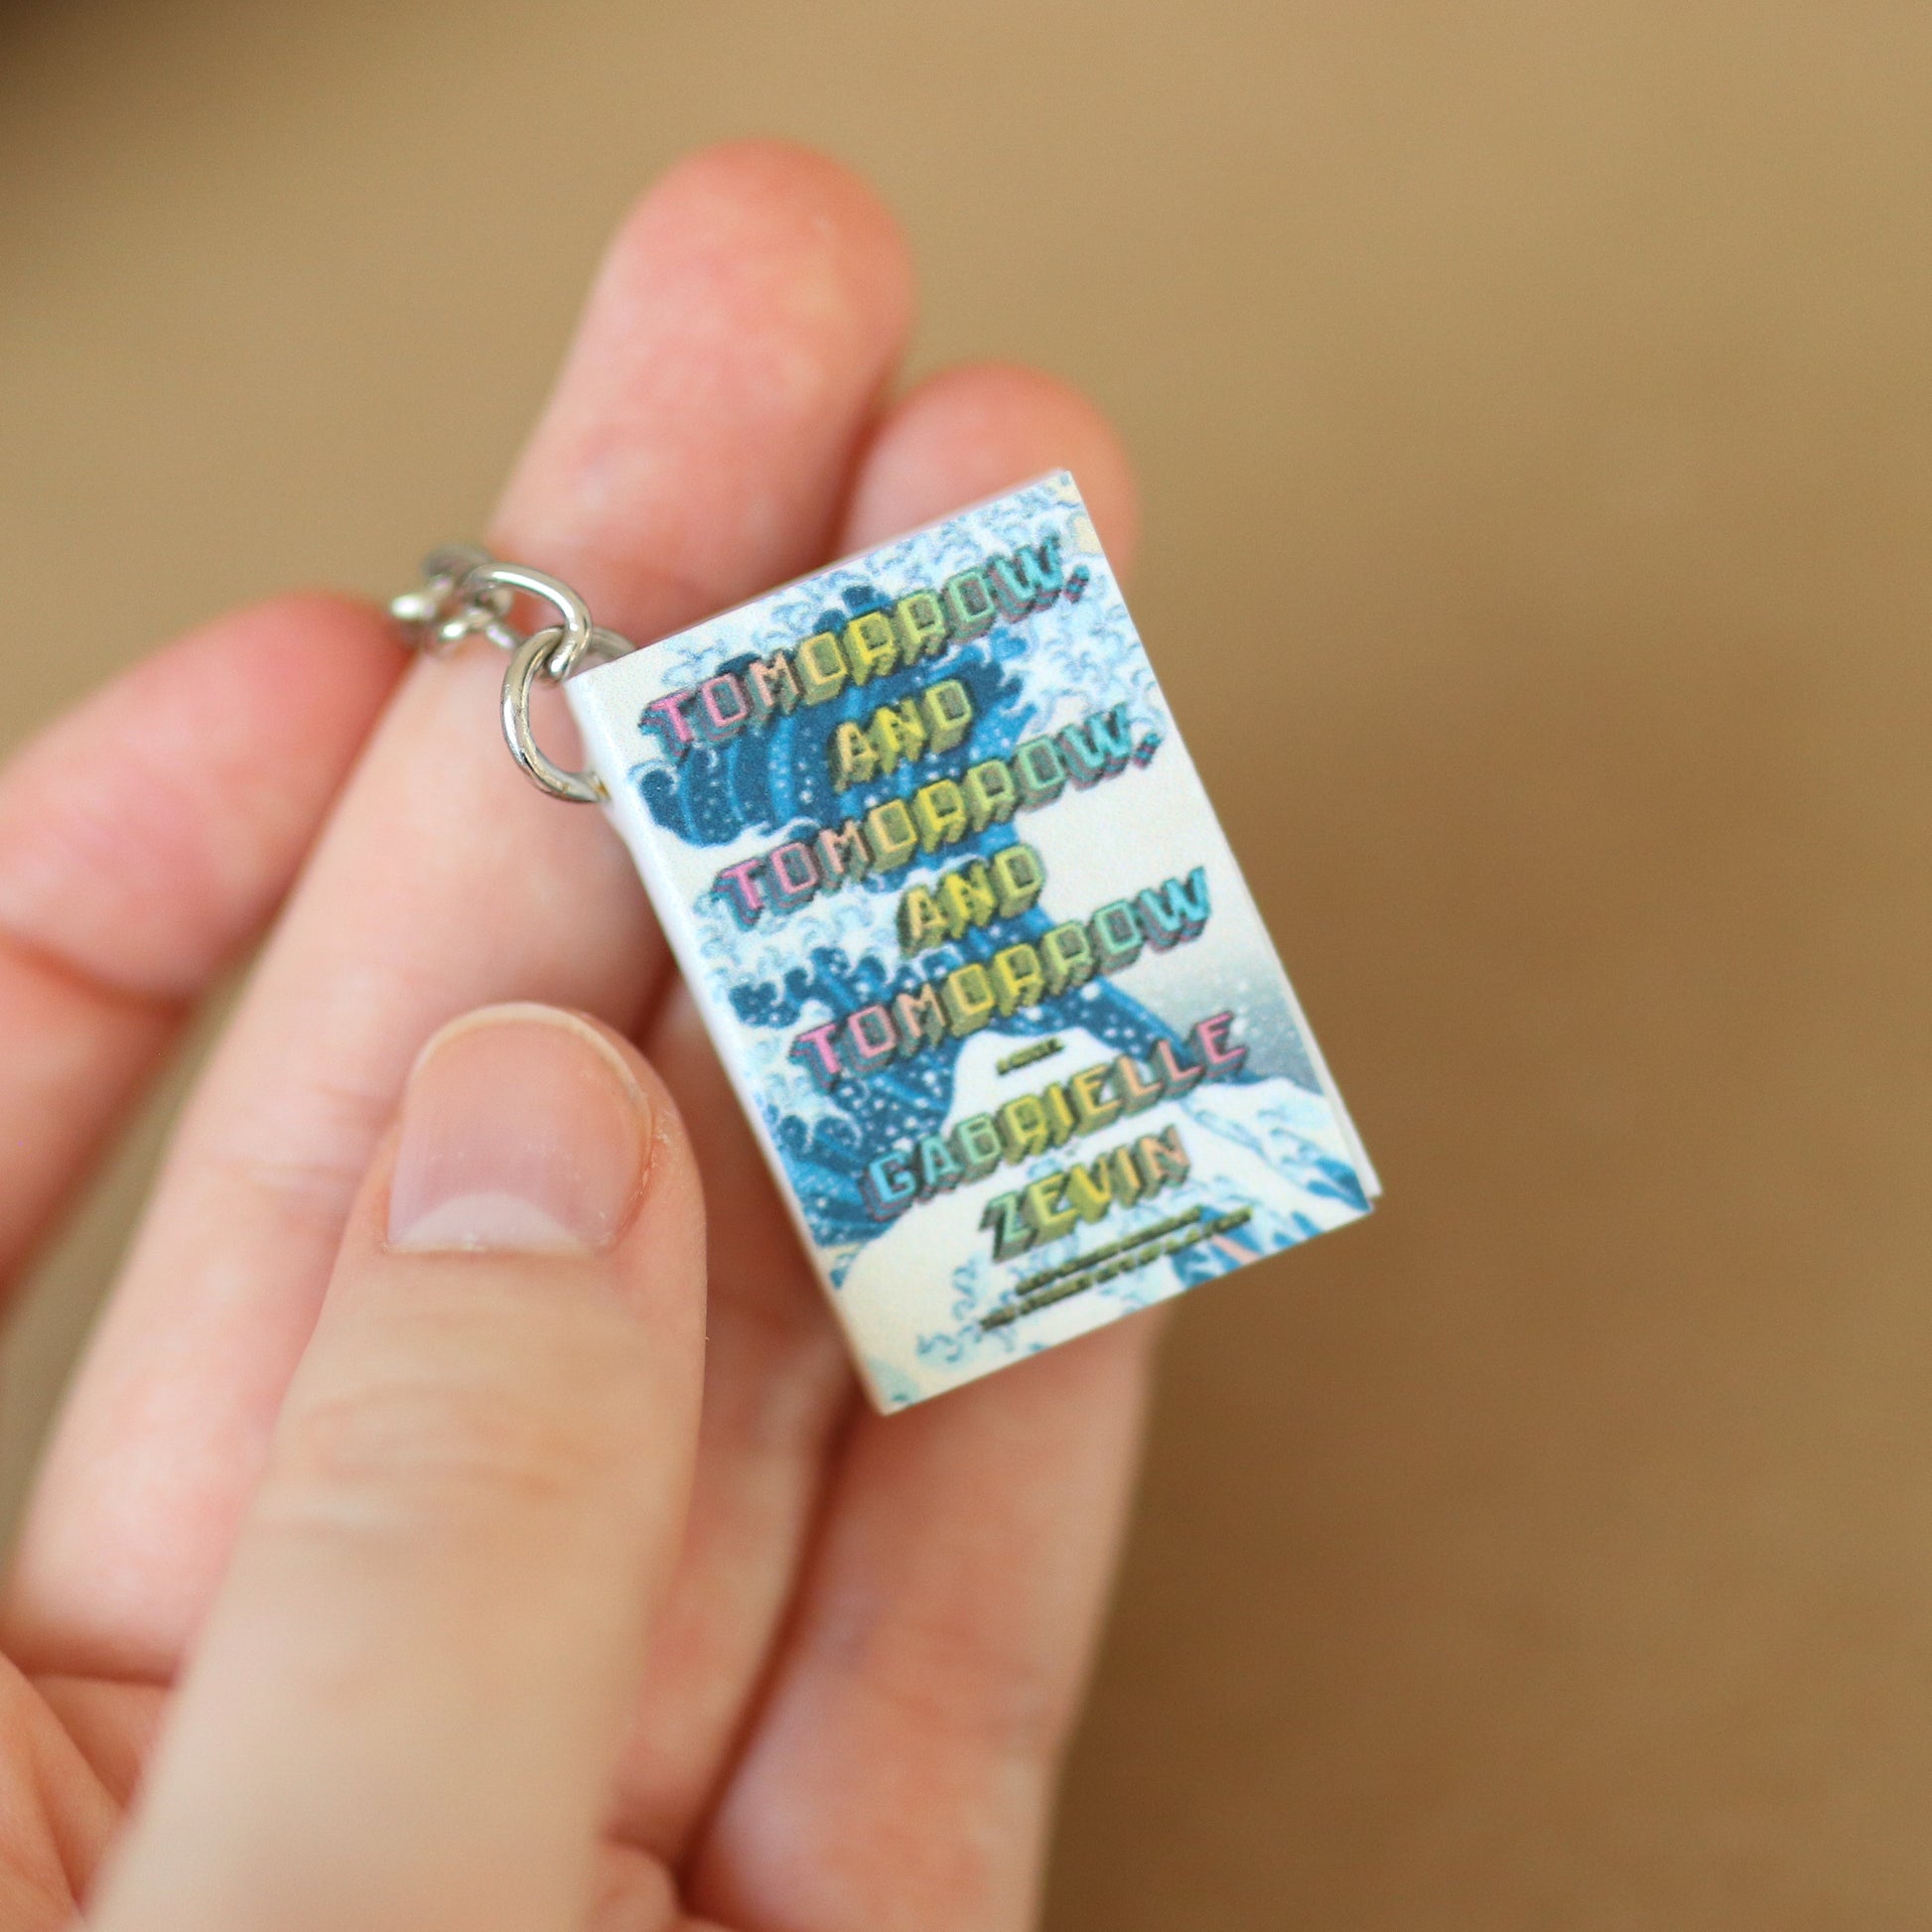 TOMORROW,
AND
TOMORROW,
AND
TOMORROW
GABRIELLE
ZEVIN